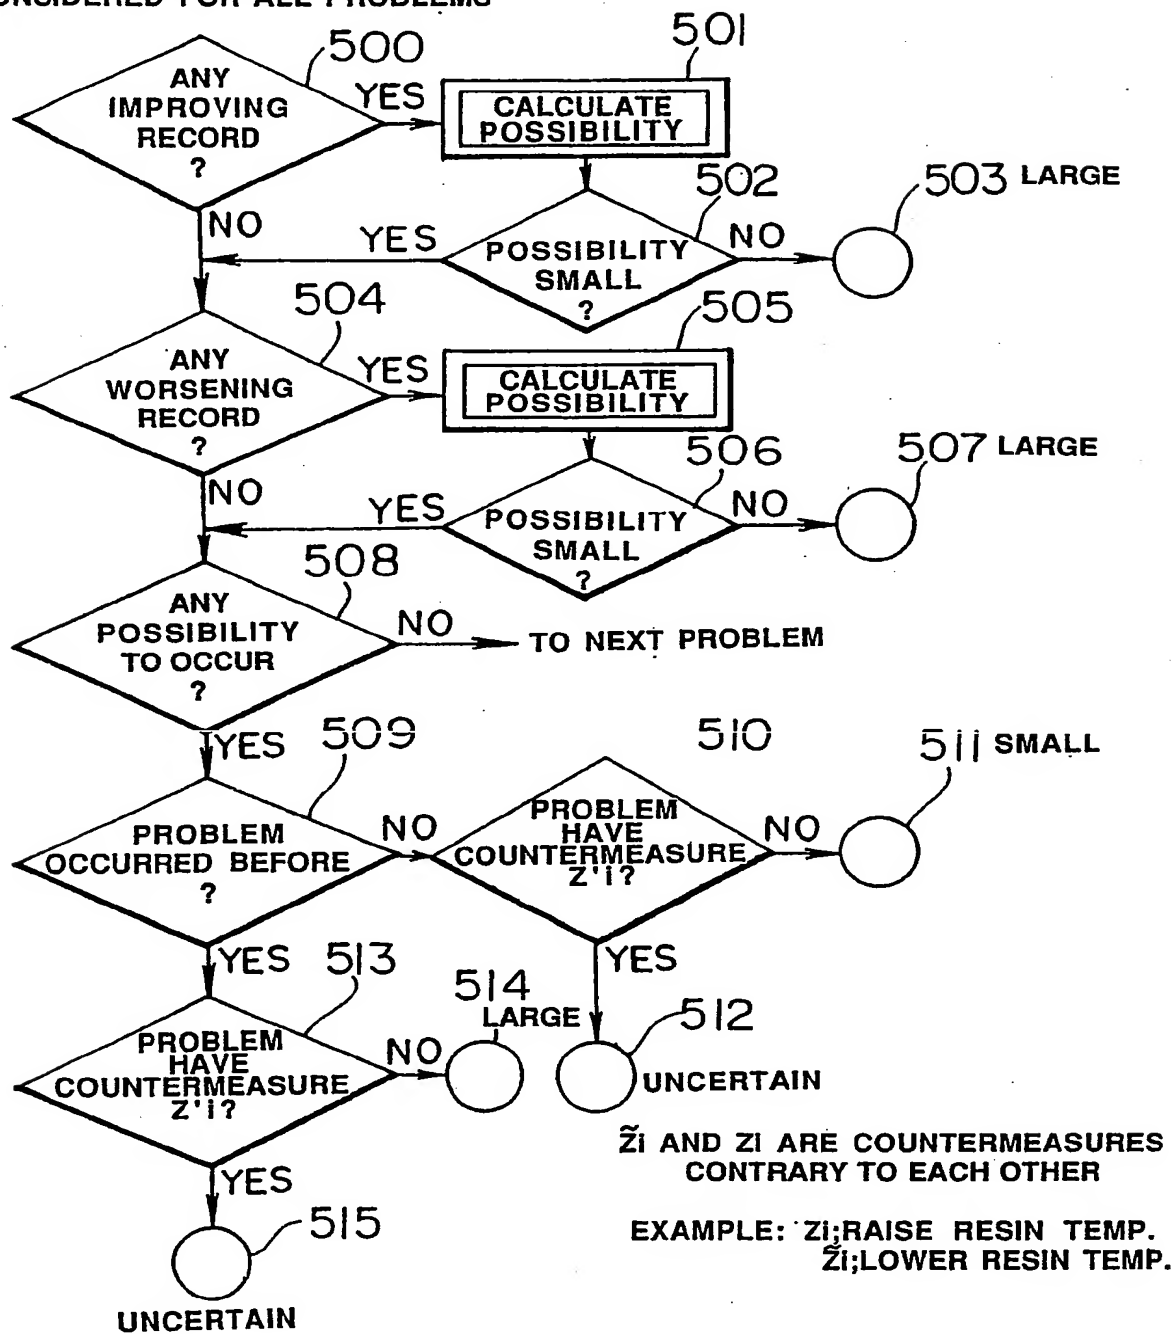 FOR ALL PROBLEMS
500
ANY
IMPROVING
RECORD
?
YES
NO
501
CALCULATE
POSSIBILITY
502
POSSIBILITY
SMALL
?
YES
NO
503 LARGE
504
ANY
WORSENING
RECORD
?
YES
NO
505
CALCULATE
POSSIBILITY
506
POSSIBILITY
SMALL
?
YES
NO
507 LARGE
508
ANY
POSSIBILITY
TO OCCUR
?
NO
TO NEXT PROBLEM
YES
509
PROBLEM
OCCURRED BEFORE
?
NO
YES
510
PROBLEM
HAVE
COUNTERMEASURE
Z'i?
NO
YES
511 SMALL
512
UNCERTAIN
513
PROBLEM
HAVE
COUNTERMEASURE
Z'i?
NO
YES
514
LARGE
515
UNCERTAIN
Z̃i AND Zi ARE COUNTERMEASURES
CONTRARY TO EACH OTHER
EXAMPLE: Zi;RAISE RESIN TEMP.
Z̃i;LOWER RESIN TEMP.